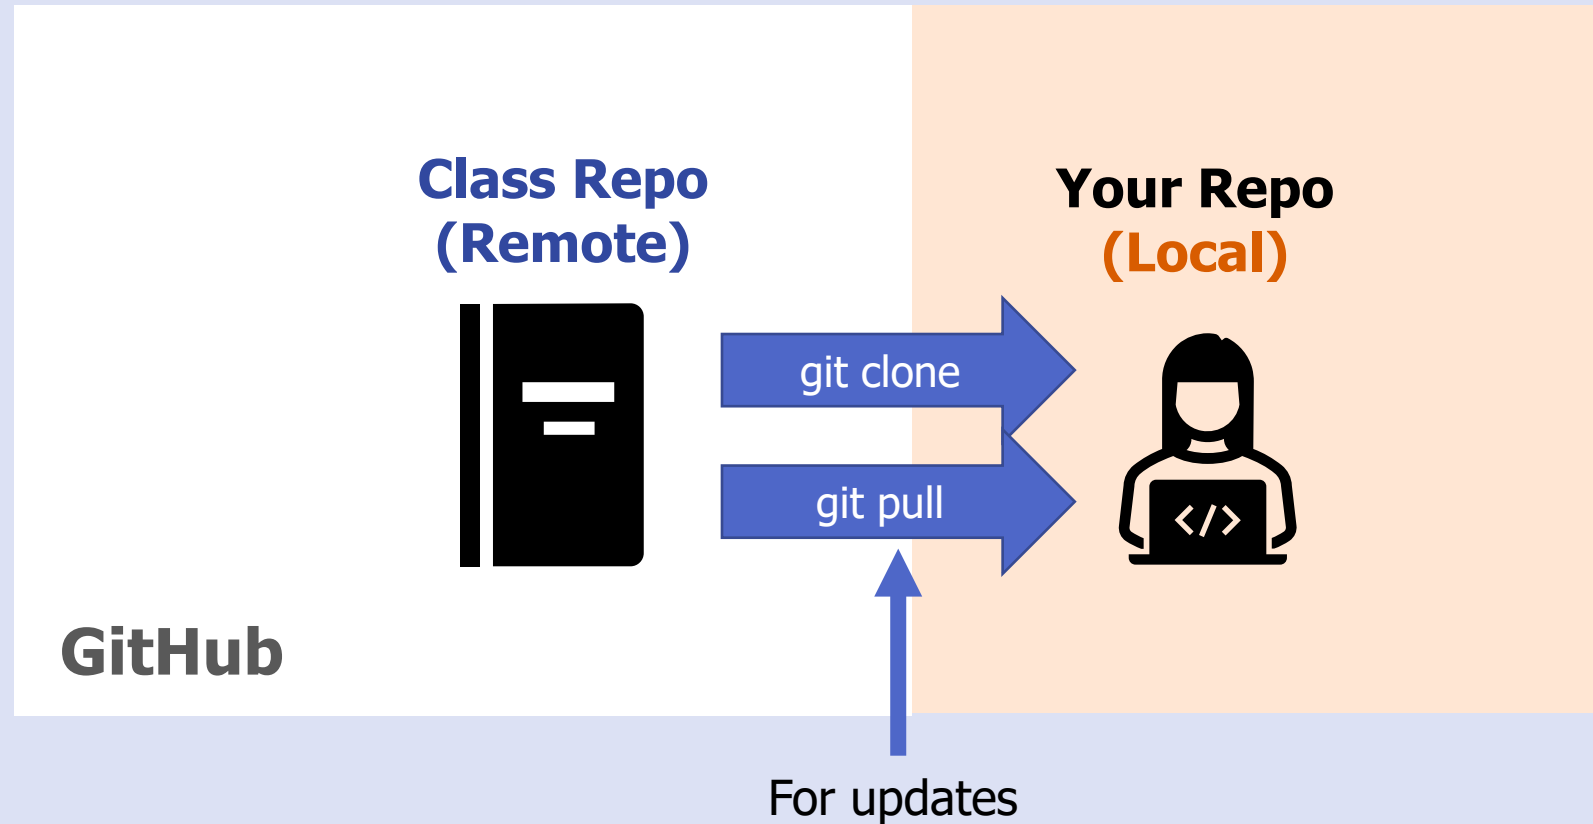 Class Repo
(Remote)
Your Repo
(Local)
git clone
git pull
</>
GitHub
For updates